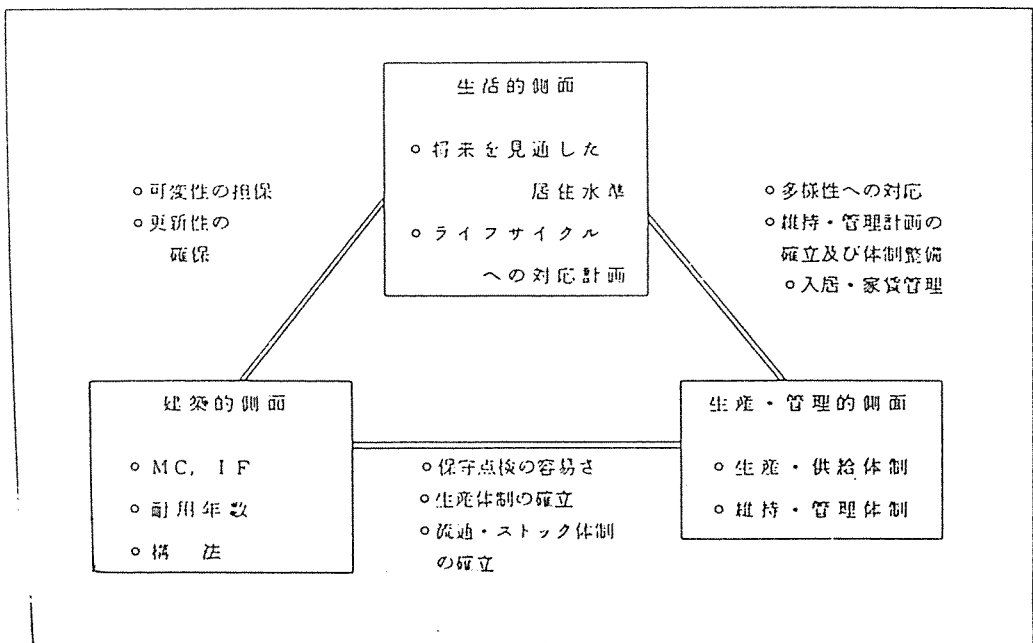 生活的側面
○将来を見通した
居住水準
○ライフサイクル
への対応計画
○可変性の担保
○更新性の
確保
○多様性への対応
○維持・管理計画の
確立及び体制整備
○入居・家賃管理
建築的側面
○MC, IF
○耐用年数
○構 法
○保守点検の容易さ
○生産体制の確立
○流通・ストック体制
の確立
生産・管理的側面
○生産・供給体制
○維持・管理体制